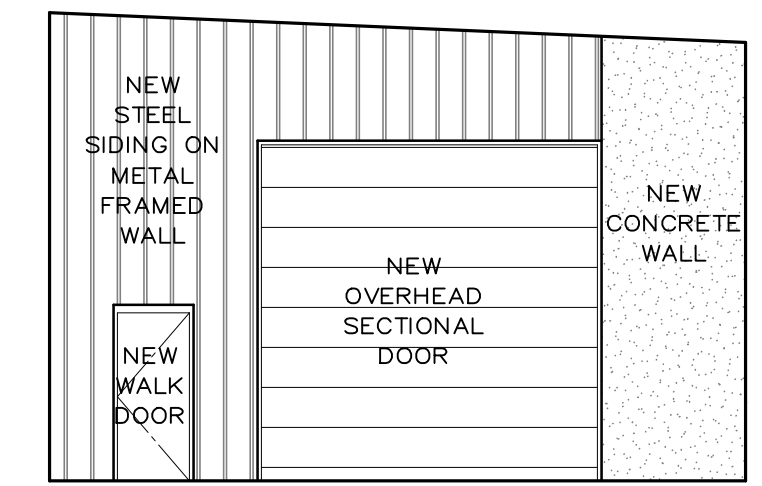 NEW
STEEL
SIDING ON
METAL
FRAMED
WALL
NEW
CONCRETE
WALL
NEW
OVERHEAD
SECTIONAL
DOOR
NEW
WALK
DOOR